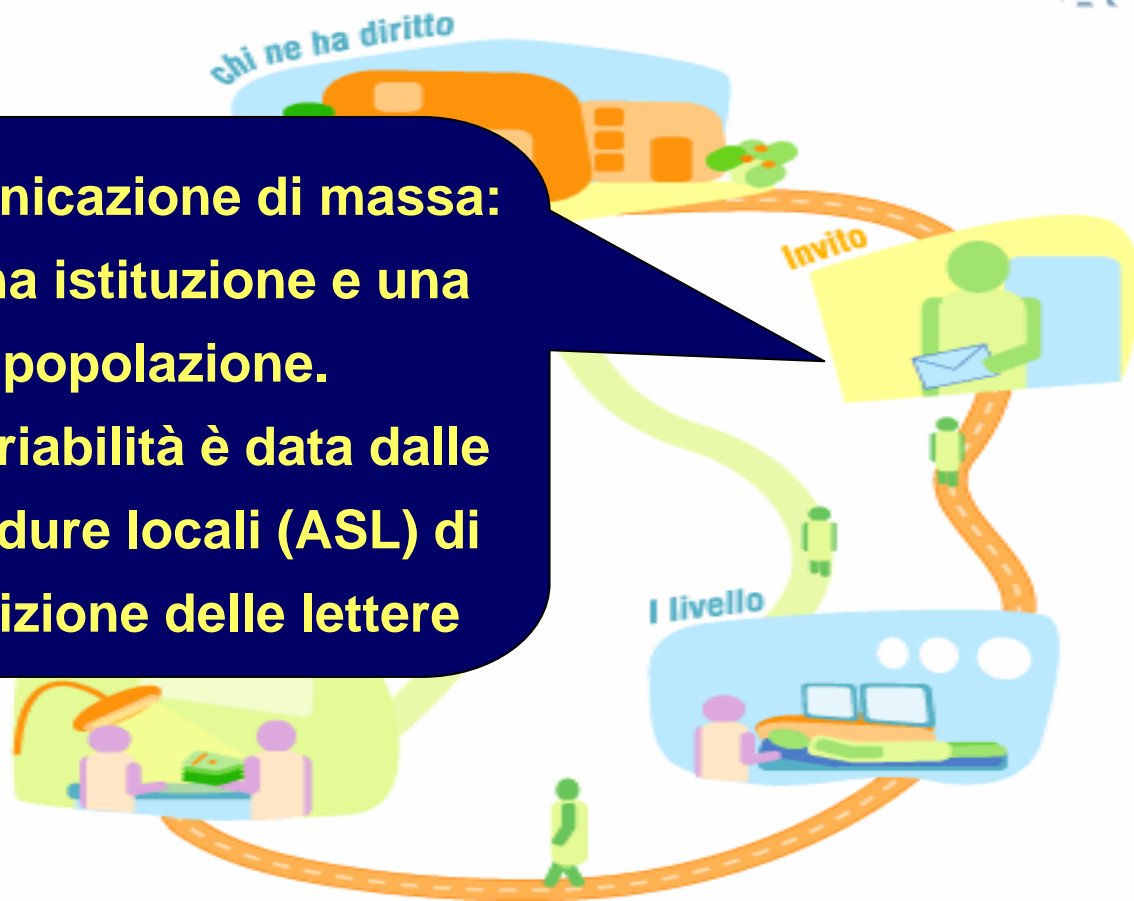 chi ne ha diritto
nicazione di massa:
na istituzione e una
popolazione.
riabilità è data dalle
dure locali (ASL) di
izione delle lettere
Invito
I livello